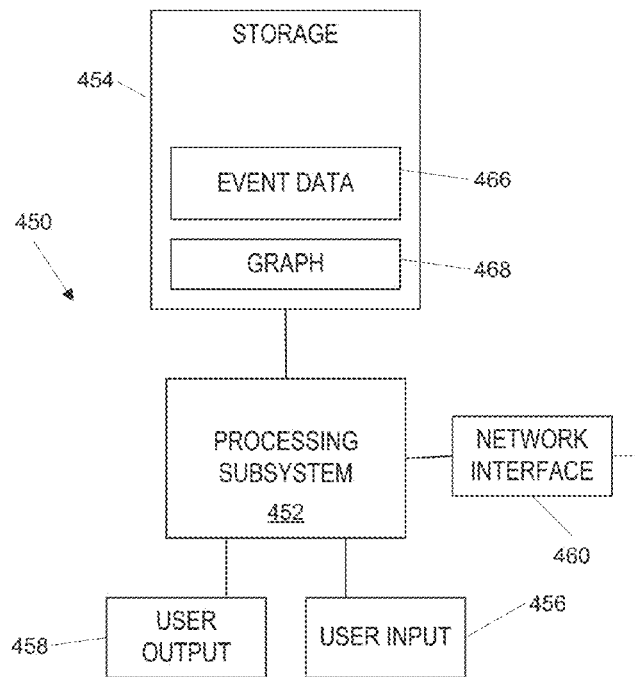 STORAGE
454
EVENT DATA
466
450
GRAPH
468
PROCESSING
SUBSYSTEM
452
NETWORK
INTERFACE
460
458
USER
OUTPUT
USER INPUT
456